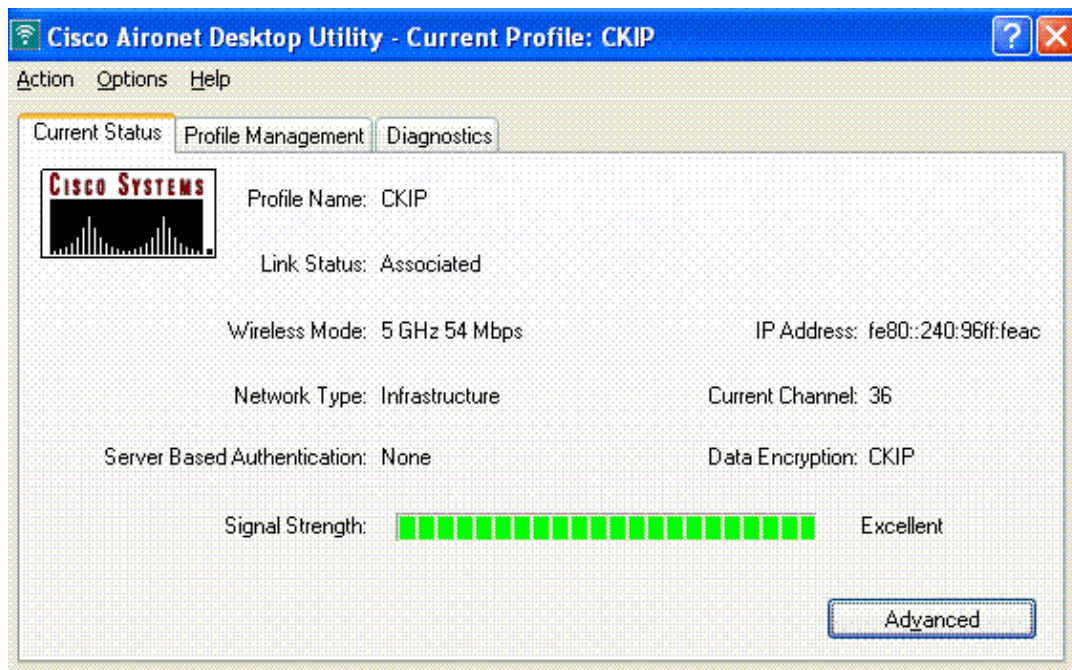 Cisco Aironet Desktop Utility - Current Profile: CKIP
Action Options Help
Current Status Profile Management Diagnostics
CISCO SYSTEMS
Profile Name: CKIP
Link Status: Associated
Wireless Mode: 5 GHz 54 Mbps IP Address: fe80::240:96ff:feac
Network Type: Infrastructure Current Channel: 36
Server Based Authentication: None Data Encryption: CKIP
Signal Strength: Excellent
Advanced